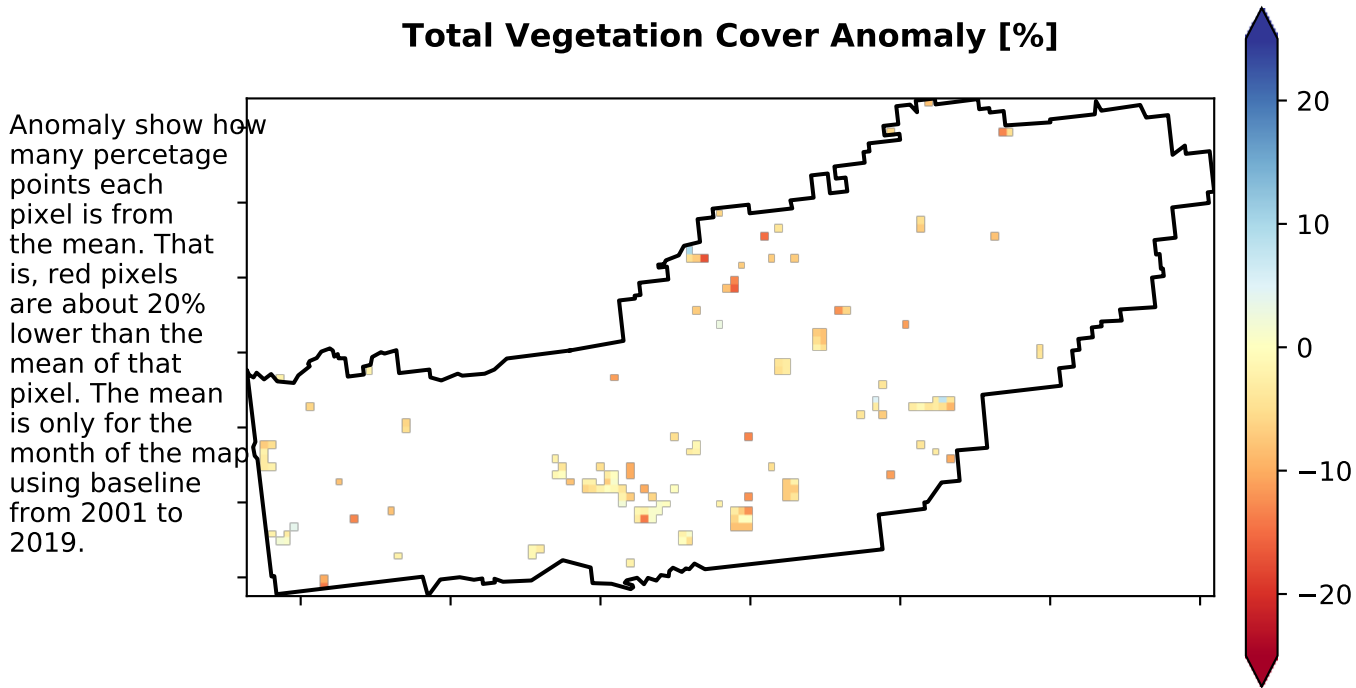 Total Vegetation Cover Anomaly [%]
Anomaly show how
many percetage
points each
pixel is from
the mean. That
is, red pixels
are about 20%
lower than the
mean of that
pixel. The mean
is only for the
month of the map
using baseline
from 2001 to
2019.
20
10
0
−10
−20